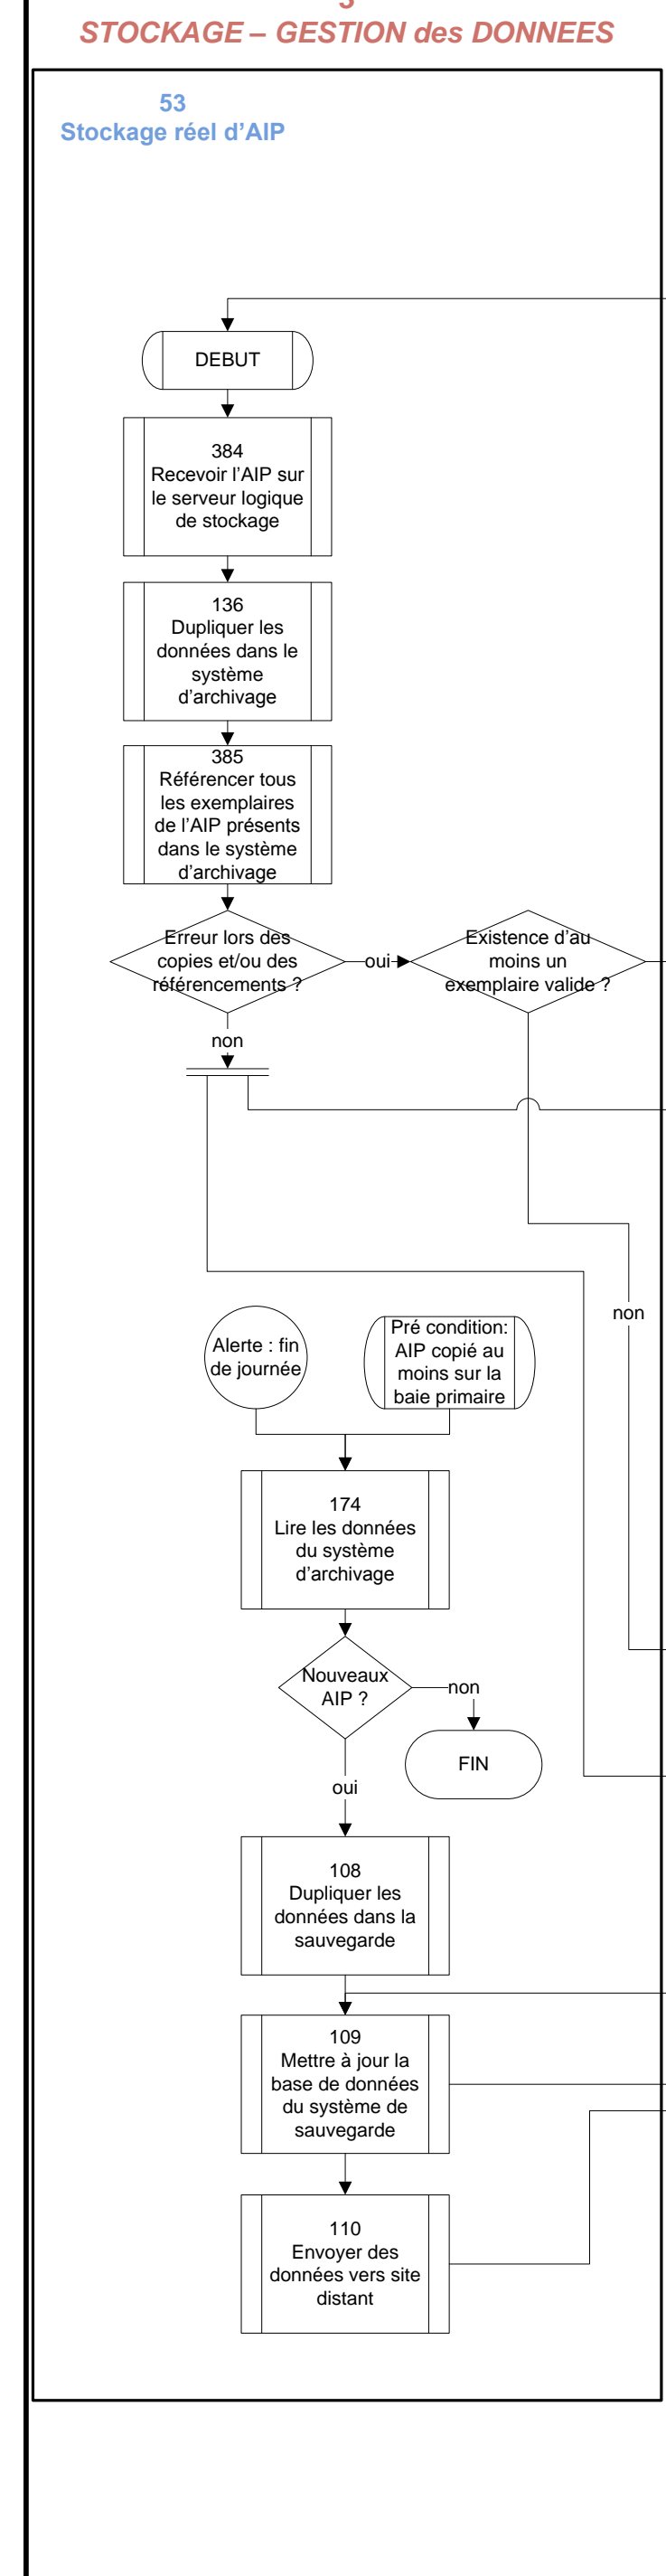 3
STOCKAGE – GESTION des DONNEES
53
Stockage réel d’AIP
DEBUT
384
Recevoir l’AIP sur
le serveur logique
de stockage
136
Dupliquer les
données dans le
système
d’archivage
385
Référencer tous
les exemplaires
de l’AIP présents
dans le système
d’archivage
Erreur lors des
copies et/ou des
référencements ?
oui
Existence d’au
moins un
exemplaire valide ?
non
non
Alerte : fin
de journée
Pré condition:
AIP copié au
moins sur la
baie primaire
174
Lire les données
du système
d’archivage
Nouveaux
AIP ?
non
FIN
oui
108
Dupliquer les
données dans la
sauvegarde
109
Mettre à jour la
base de données
du système de
sauvegarde
110
Envoyer des
données vers site
distant